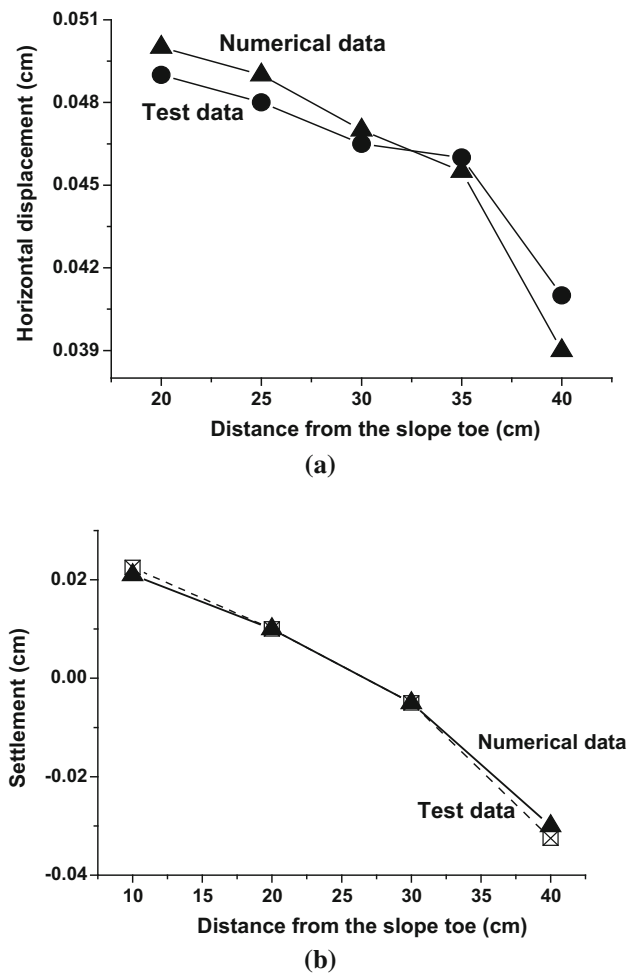 0.051
0.048
0.045
0.042
0.039
Horizontal displacement (cm)
Numerical data
Test data
20 25 30 35 40
Distance from the slope toe (cm)
(a)
0.02
0.00
-0.02
-0.04
Settlement (cm)
Numerical data
Test data
10 15 20 25 30 35 40
Distance from the slope toe (cm)
(b)